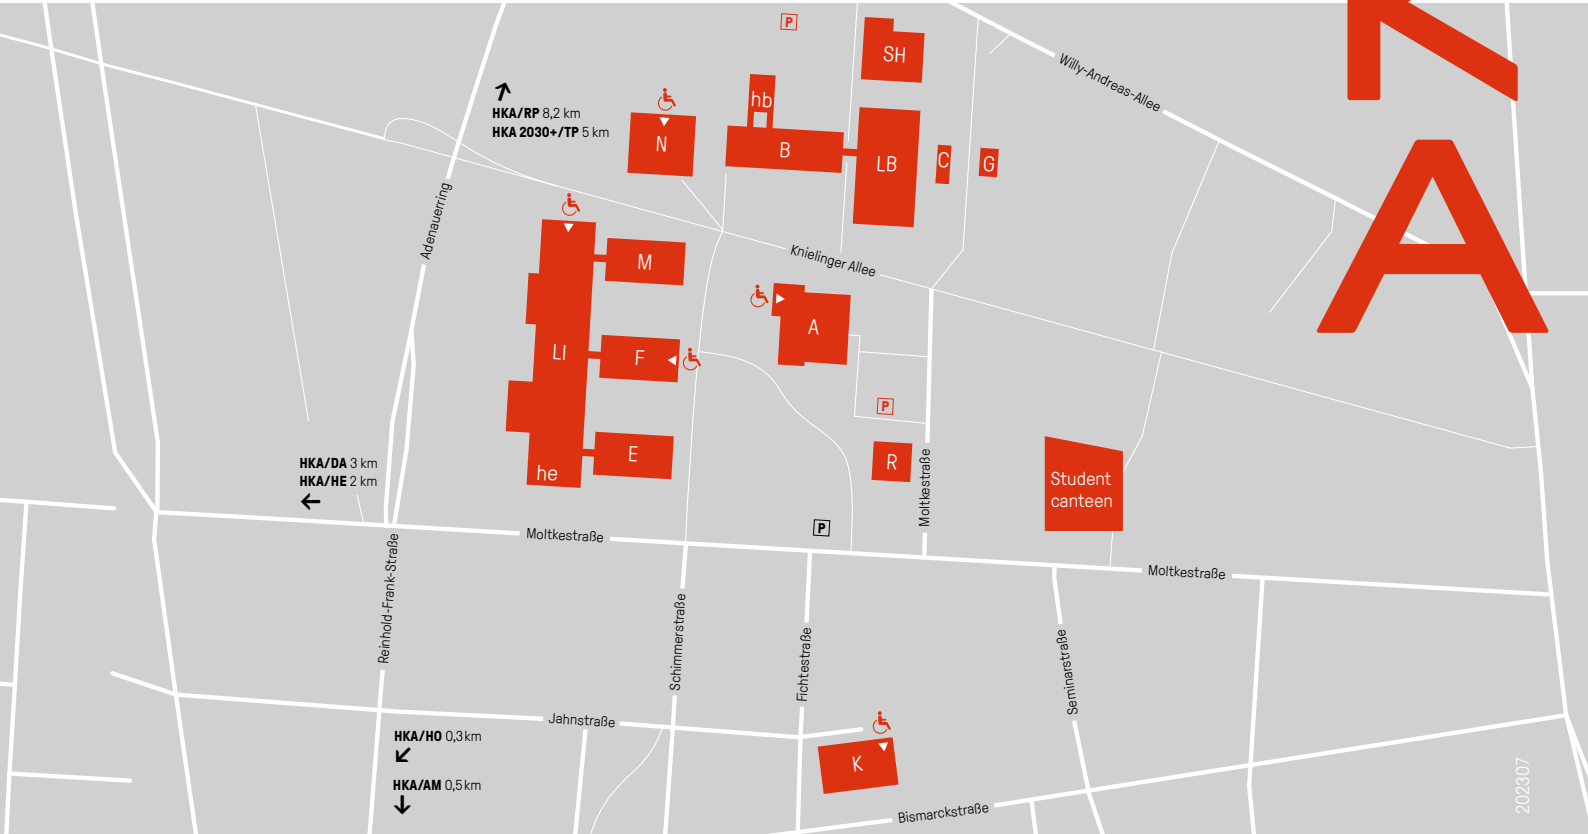 P
SH
Willy-Andreas-Allee
HKA/RP 8,2 km
HKA 2030+/TP 5 km
hb
N
B
LB
C
G
A
Adenauerring
Knielinger Allee
M
A
LI
F
P
E
he
R
Moltkestraße
Student
canteen
HKA/DA 3 km
HKA/HE 2 km
P
Moltkestraße
Moltkestraße
Reinhold-Frank-Straße
Schimmerstraße
Fichtestraße
Seminarstraße
Jahnstraße
HKA/HO 0,3 km
HKA/AM 0,5 km
K
Bismarckstraße
202307